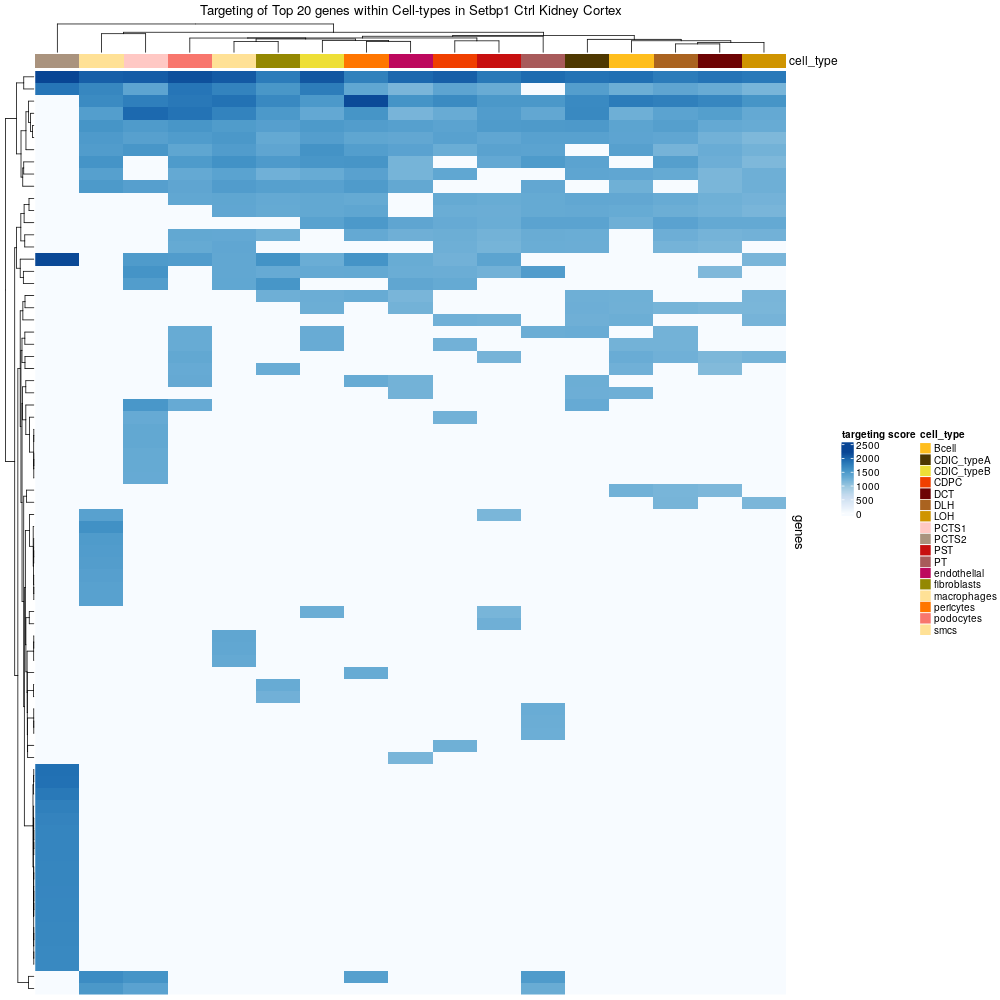 Targeting of Top 20 genes within Cell-types in Setbp1 Ctrl Kidney Cortex
cell_type
genes
targeting score
2500
2000
1500
1000
500
0
cell_type
Bcell
CDIC_typeA
CDIC_typeB
CDPC
DCT
DLH
LOH
PCTS1
PCTS2
PST
PT
endothelial
fibroblasts
macrophages
pericytes
podocytes
smcs